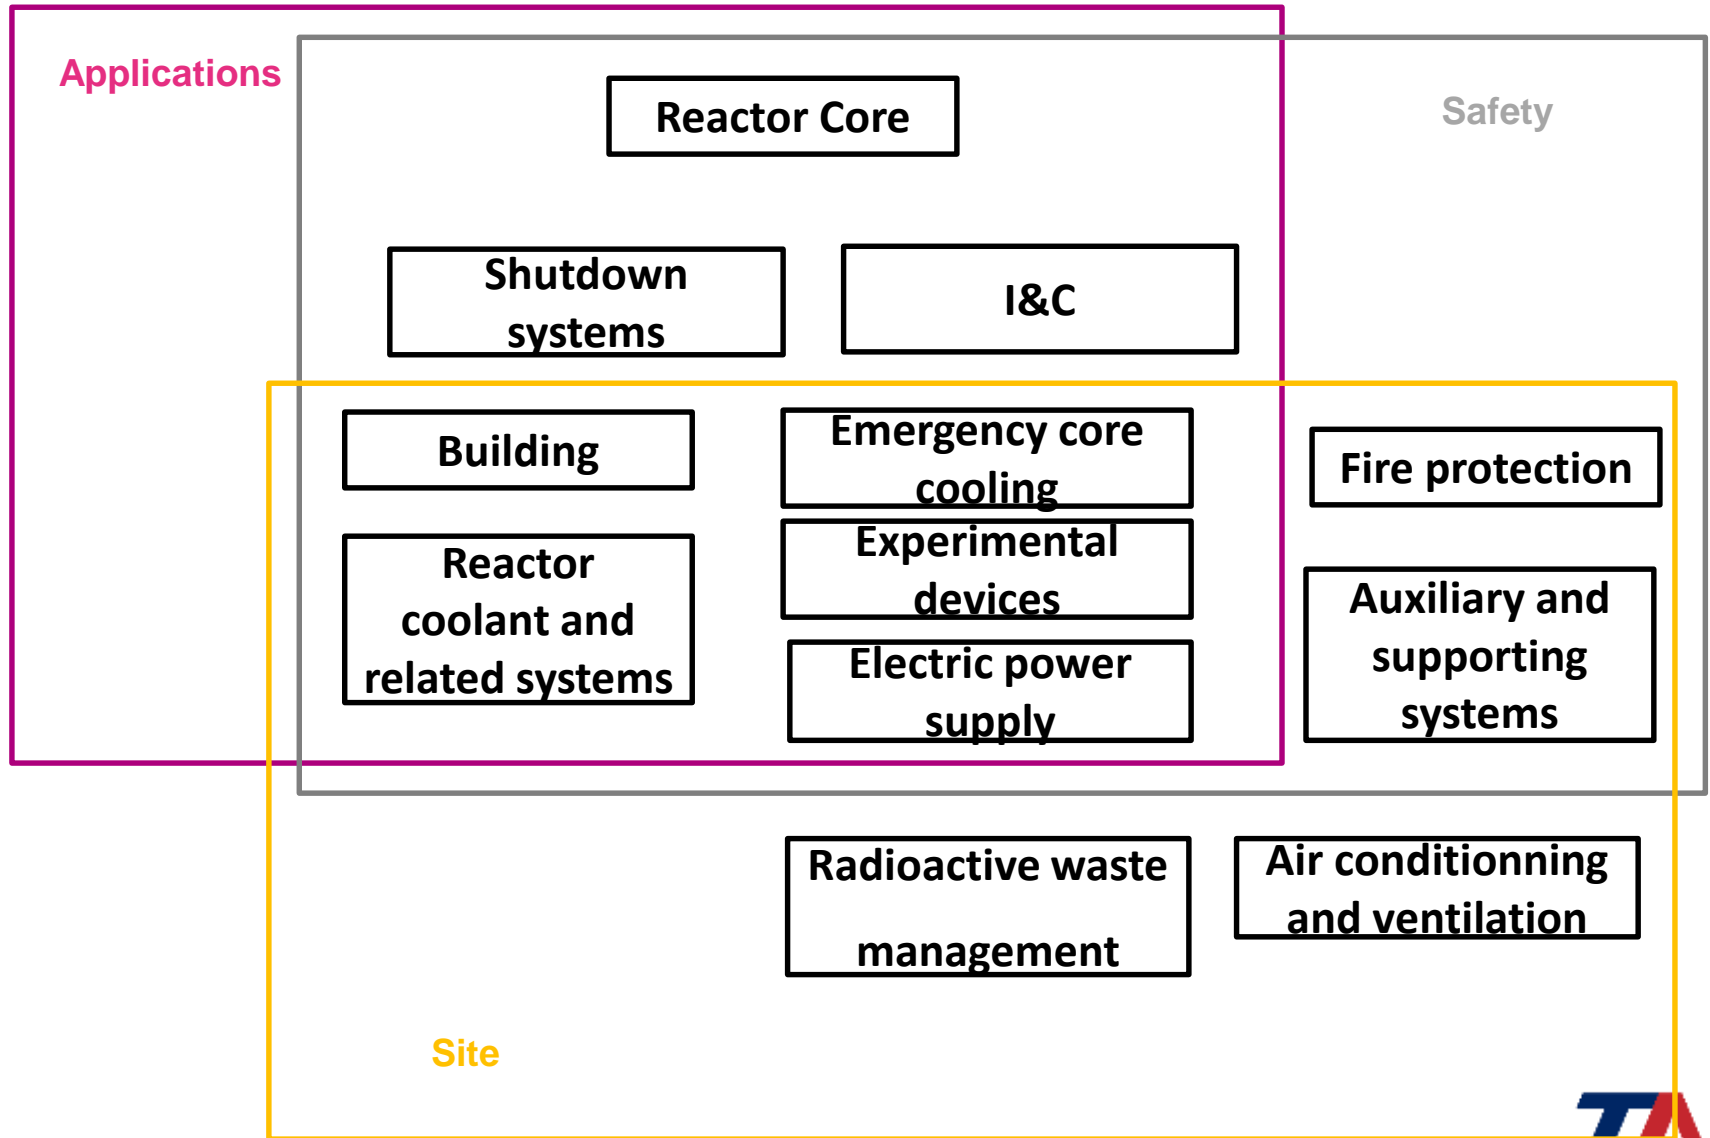 Applications
Safety
Reactor Core
Shutdown
systems
I&C
Building
Emergency core
cooling
Fire protection
Experimental
devices
Reactor
coolant and
related systems
Auxiliary and
supporting
systems
Electric power
supply
Radioactive waste
management
Air conditionning
and ventilation
Site
TA